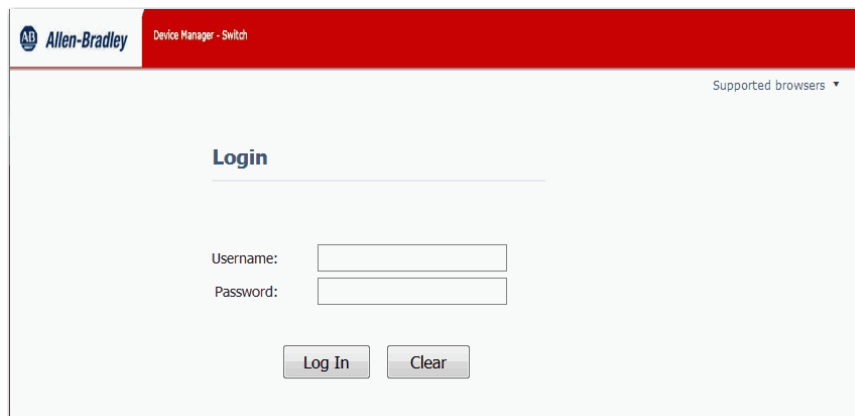 AB Allen-Bradley
Device Manager - Switch
Supported browsers ▼
Login
Username:
Password:
Log In
Clear